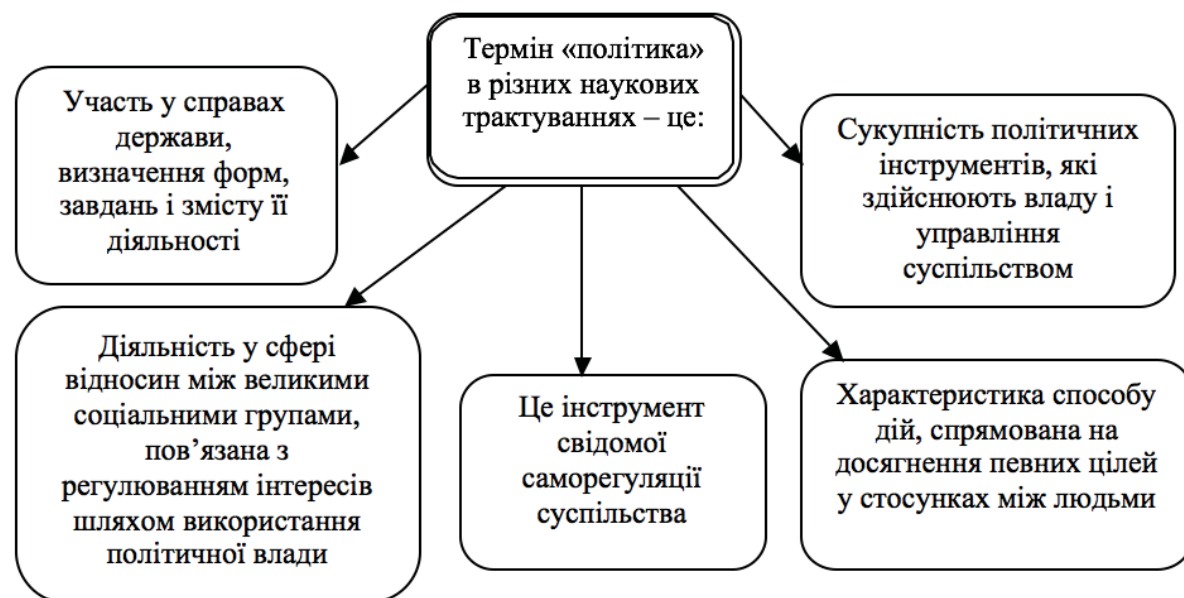 Термін «політика»
в різних наукових
трактуваннях – це:
Участь у справах
держави,
визначення форм,
завдань і змісту її
діяльності
Сукупність політичних
інструментів, які
здійснюють владу і
управління
суспільством
Діяльність у сфері
відносин між великими
соціальними групами,
пов’язана з
регулюванням інтересів
шляхом використання
політичної влади
Це інструмент
свідомої
саморегуляції
суспільства
Характеристика способу
дій, спрямована на
досягнення певних цілей
у стосунках між людьми